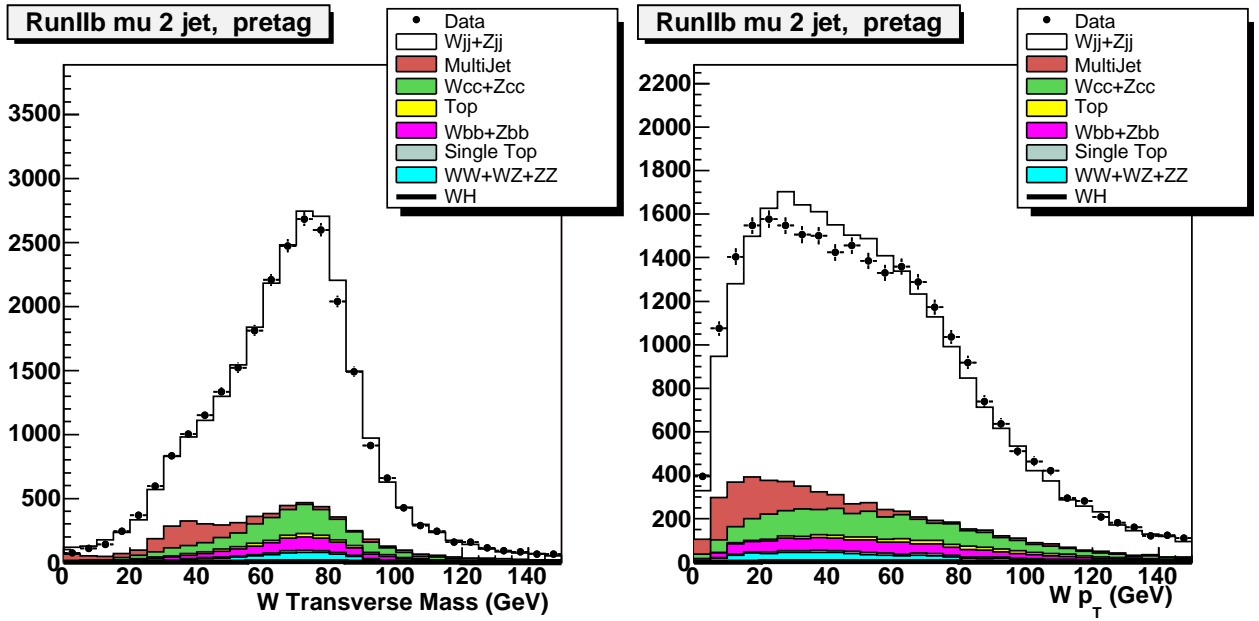 RunIIb mu 2 jet, pretag
Data
Wjj+Zjj
MultiJet
Wcc+Zcc
Top
Wbb+Zbb
Single Top
WW+WZ+ZZ
WH
3500
3000
2500
2000
1500
1000
500
0
0 20 40 60 80 100 120 140
W Transverse Mass (GeV)
RunIIb mu 2 jet, pretag
Data
Wjj+Zjj
MultiJet
Wcc+Zcc
Top
Wbb+Zbb
Single Top
WW+WZ+ZZ
WH
2200
2000
1800
1600
1400
1200
1000
800
600
400
200
0
0 20 40 60 80 100 120 140
W p_T (GeV)